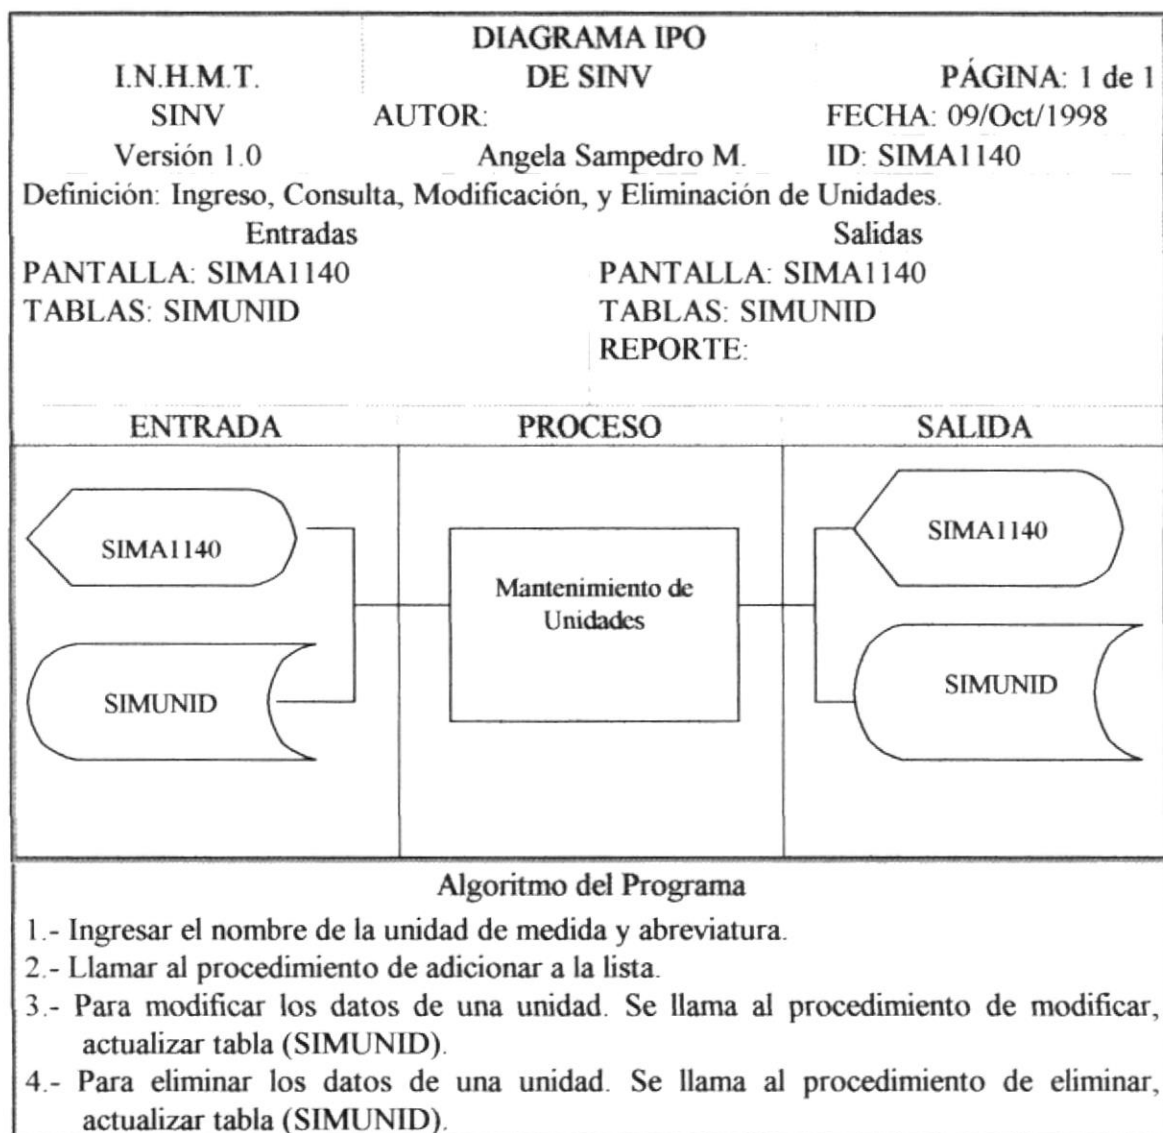 DIAGRAMA IPO
I.N.H.M.T. DE SINV PÁGINA: 1 de 1
SINV AUTOR: FECHA: 09/Oct/1998
Versión 1.0 Angela Sampedro M. ID: SIMA1140
Definición: Ingreso, Consulta, Modificación, y Eliminación de Unidades.
Entradas Salidas
PANTALLA: SIMA1140 PANTALLA: SIMA1140
TABLAS: SIMUNID TABLAS: SIMUNID
REPORTE:
ENTRADA PROCESO SALIDA
SIMA1140
SIMUNID
Mantenimiento de
Unidades
SIMA1140
SIMUNID
Algoritmo del Programa
1.- Ingresar el nombre de la unidad de medida y abreviatura.
2.- Llamar al procedimiento de adicionar a la lista.
3.- Para modificar los datos de una unidad. Se llama al procedimiento de modificar,
actualizar tabla (SIMUNID).
4.- Para eliminar los datos de una unidad. Se llama al procedimiento de eliminar,
actualizar tabla (SIMUNID).